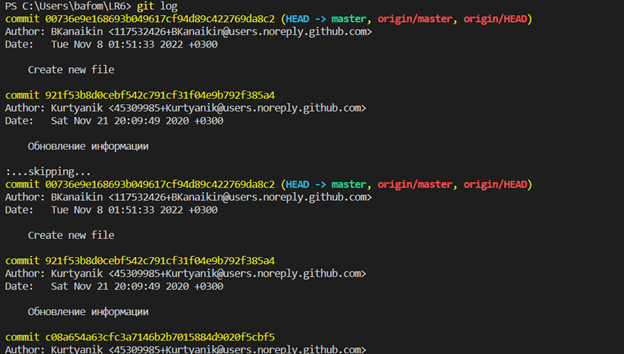 PS C:\Users\bafom\LR6> git log
commit 00736e9e168693b049617cf94d89c422769da8c2 (HEAD -> master, origin/master, origin/HEAD)
Author: BKanaikin <117532426+BKanaikin@users.noreply.github.com>
Date:   Tue Nov 8 01:51:33 2022 +0300
Create new file
commit 921f53b8d0cebf542c791cf31f04e9b792f385a4
Author: Kurtyanik <45309985+Kurtyanik@users.noreply.github.com>
Date:   Sat Nov 21 20:09:49 2020 +0300
Обновление информации
:...skipping...
commit 00736e9e168693b049617cf94d89c422769da8c2 (HEAD -> master, origin/master, origin/HEAD)
Author: BKanaikin <117532426+BKanaikin@users.noreply.github.com>
Date:   Tue Nov 8 01:51:33 2022 +0300
Create new file
commit 921f53b8d0cebf542c791cf31f04e9b792f385a4
Author: Kurtyanik <45309985+Kurtyanik@users.noreply.github.com>
Date:   Sat Nov 21 20:09:49 2020 +0300
Обновление информации
commit c08a654a63cfc3a7146b2b7015884d9020f5cbf5
Author: Kurtyanik <45309985+Kurtyanik@users.noreply.github.com>